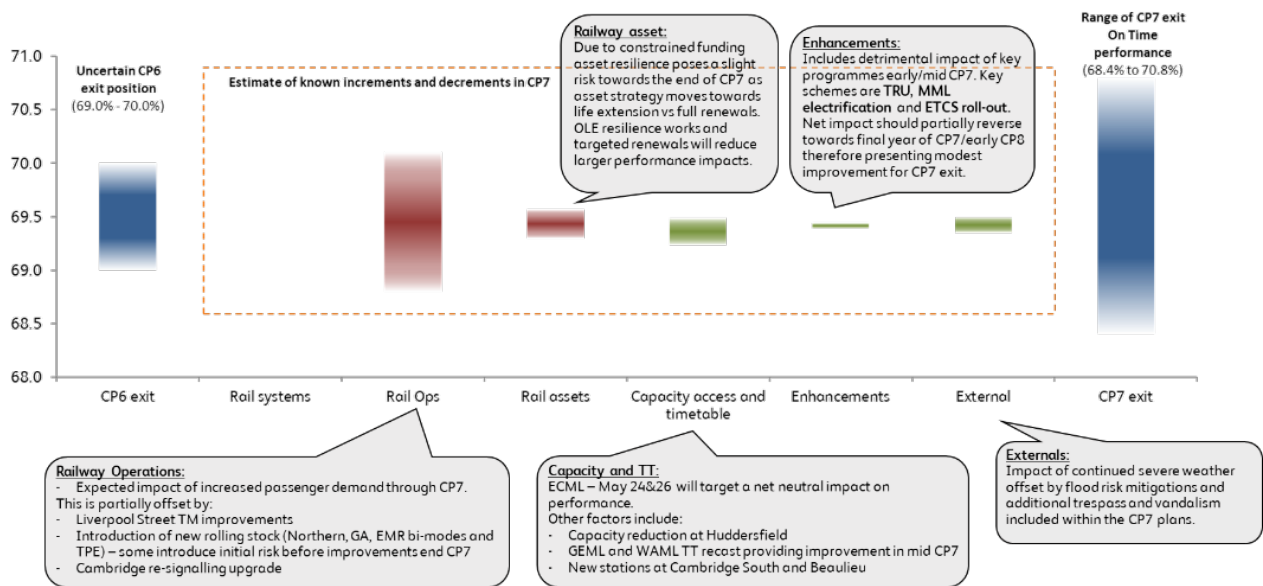 Uncertain CP6
exit position
(69.0% - 70.0%)
Estimate of known increments and decrements in CP7
Railway asset:
Due to constrained funding
asset resilience poses a slight
risk towards the end of CP7 as
asset strategy moves towards
life extension vs full renewals.
OLE resilience works and
targeted renewals will reduce
larger performance impacts.
Enhancements:
Includes detrimental impact of key
programmes early/mid CP7. Key
schemes are TRU, MML
electrification and ETCS roll-out.
Net impact should partially reverse
towards final year of CP7/early CP8
therefore presenting modest
improvement for CP7 exit.
Range of CP7 exit
On Time
performance
(68.4% to 70.8%)
71.0
70.5
70.0
69.5
69.0
68.5
68.0
CP6 exit
Rail systems
Rail Ops
Rail assets
Capacity access and
timetable
Enhancements
External
CP7 exit
Railway Operations:
- Expected impact of increased passenger demand through CP7.
This is partially offset by:
- Liverpool Street TM improvements
- Introduction of new rolling stock (Northern, GA, EMR bi-modes and
TPE) – some introduce initial risk before improvements end CP7
- Cambridge re-signalling upgrade
Capacity and TT:
ECML – May 24&26 will target a net neutral impact on
performance.
Other factors include:
- Capacity reduction at Huddersfield
- GEML and WAML TT recast providing improvement in mid CP7
- New stations at Cambridge South and Beaulieu
Externals:
Impact of continued severe weather
offset by flood risk mitigations and
additional trespass and vandalism
included within the CP7 plans.